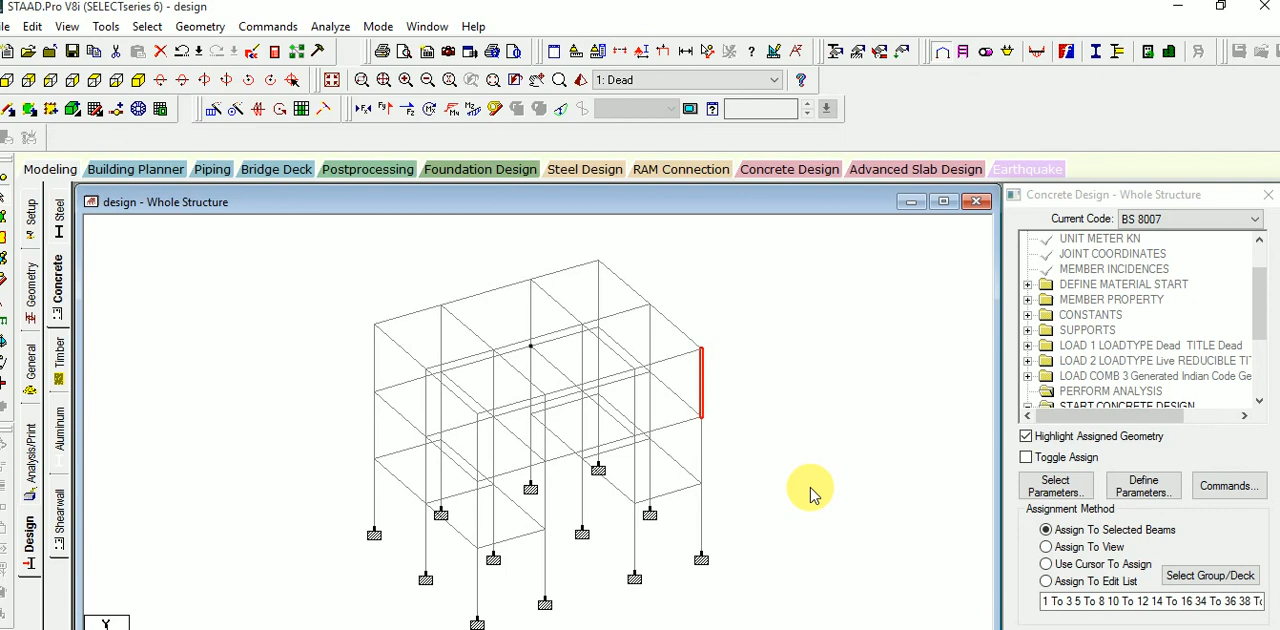 STAAD.Pro V8i (SELECTseries 6) - design
Edit View Tools Select Geometry Commands Analyze Mode Window Help
1: Dead
Modeling Building Planner Piping Bridge Deck Postprocessing Foundation Design Steel Design RAM Connection Concrete Design Advanced Slab Design Earthquake
design - Whole Structure
Setup
Geometry
General
Analysis/Print
Design
Steel
Concrete
Timber
Aluminum
Shearwall
Y
Concrete Design - Whole Structure
Current Code: BS 8007
UNIT METER KN
JOINT COORDINATES
MEMBER INCIDENCES
DEFINE MATERIAL START
MEMBER PROPERTY
CONSTANTS
SUPPORTS
LOAD 1 LOADTYPE Dead TITLE Dead
LOAD 2 LOADTYPE Live REDUCIBLE TI
LOAD COMB 3 Generated Indian Code Ge
PERFORM ANALYSIS
START CONCRETE DESIGN
Highlight Assigned Geometry
Toggle Assign
Select Parameters..
Define Parameters..
Commands...
Assignment Method
Assign To Selected Beams
Assign To View
Use Cursor To Assign
Assign To Edit List
Select Group/Deck
1 To 3 5 To 8 10 To 12 14 To 16 34 To 36 38 To